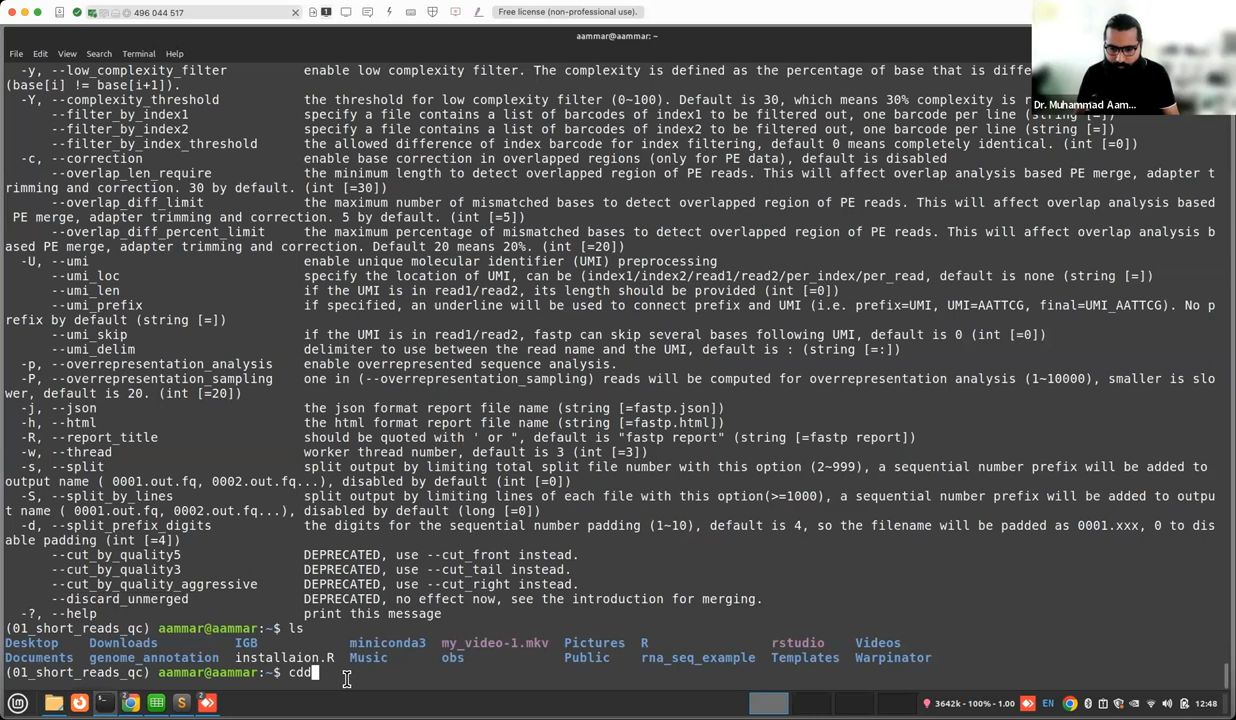 496 044 517
1
Free license (non-professional use).
aammar@aammar: ~
File Edit View Search Terminal Help
Dr. Muhammad Aam...
-y, --low_complexity_filter enable low complexity filter. The complexity is defined as the percentage of base that is diffe
(base[i] != base[i+1]).
-Y, --complexity_threshold the threshold for low complexity filter (0~100). Default is 30, which means 30% complexity is r
--filter_by_index1 specify a file contains a list of barcodes of index1 to be filtered out, one barcode per line (string [=])
--filter_by_index2 specify a file contains a list of barcodes of index2 to be filtered out, one barcode per line (string [=])
--filter_by_index_threshold the allowed difference of index barcode for index filtering, default 0 means completely identical. (int [=0])
-c, --correction enable base correction in overlapped regions (only for PE data), default is disabled
--overlap_len_require the minimum length to detect overlapped region of PE reads. This will affect overlap analysis based PE merge, adapter t
rimming and correction. 30 by default. (int [=30])
--overlap_diff_limit the maximum number of mismatched bases to detect overlapped region of PE reads. This will affect overlap analysis based
PE merge, adapter trimming and correction. 5 by default. (int [=5])
--overlap_diff_percent_limit the maximum percentage of mismatched bases to detect overlapped region of PE reads. This will affect overlap analysis b
ased PE merge, adapter trimming and correction. Default 20 means 20%. (int [=20])
-U, --umi enable unique molecular identifier (UMI) preprocessing
--umi_loc specify the location of UMI, can be (index1/index2/read1/read2/per_index/per_read, default is none (string [=])
--umi_len if the UMI is in read1/read2, its length should be provided (int [=0])
--umi_prefix if specified, an underline will be used to connect prefix and UMI (i.e. prefix=UMI, UMI=AATTCG, final=UMI_AATTCG). No p
refix by default (string [=])
--umi_skip if the UMI is in read1/read2, fastp can skip several bases following UMI, default is 0 (int [=0])
--umi_delim delimiter to use between the read name and the UMI, default is : (string [=:])
-p, --overrepresentation_analysis enable overrepresented sequence analysis.
-P, --overrepresentation_sampling one in (--overrepresentation_sampling) reads will be computed for overrepresentation analysis (1~10000), smaller is slo
wer, default is 20. (int [=20])
-j, --json the json format report file name (string [=fastp.json])
-h, --html the html format report file name (string [=fastp.html])
-R, --report_title should be quoted with ' or ", default is "fastp report" (string [=fastp report])
-w, --thread worker thread number, default is 3 (int [=3])
-s, --split split output by limiting total split file number with this option (2~999), a sequential number prefix will be added to
output name ( 0001.out.fq, 0002.out.fq...), disabled by default (int [=0])
-S, --split_by_lines split output by limiting lines of each file with this option(>=1000), a sequential number prefix will be added to outpu
t name ( 0001.out.fq, 0002.out.fq...), disabled by default (long [=0])
-d, --split_prefix_digits the digits for the sequential number padding (1~10), default is 4, so the filename will be padded as 0001.xxx, 0 to dis
able padding (int [=4])
--cut_by_quality5 DEPRECATED, use --cut_front instead.
--cut_by_quality3 DEPRECATED, use --cut_tail instead.
--cut_by_quality_aggressive DEPRECATED, use --cut_right instead.
--discard_unmerged DEPRECATED, no effect now, see the introduction for merging.
-?, --help print this message
(01_short_reads_qc) aammar@aammar:~$ ls
Desktop Downloads IGB miniconda3 my_video-1.mkv Pictures R rstudio Videos
Documents genome_annotation installaion.R Music obs Public rna_seq_example Templates Warpinator
(01_short_reads_qc) aammar@aammar:~$ cdd
2 S 2 3642k - 100% - 1.00 EN 12:48